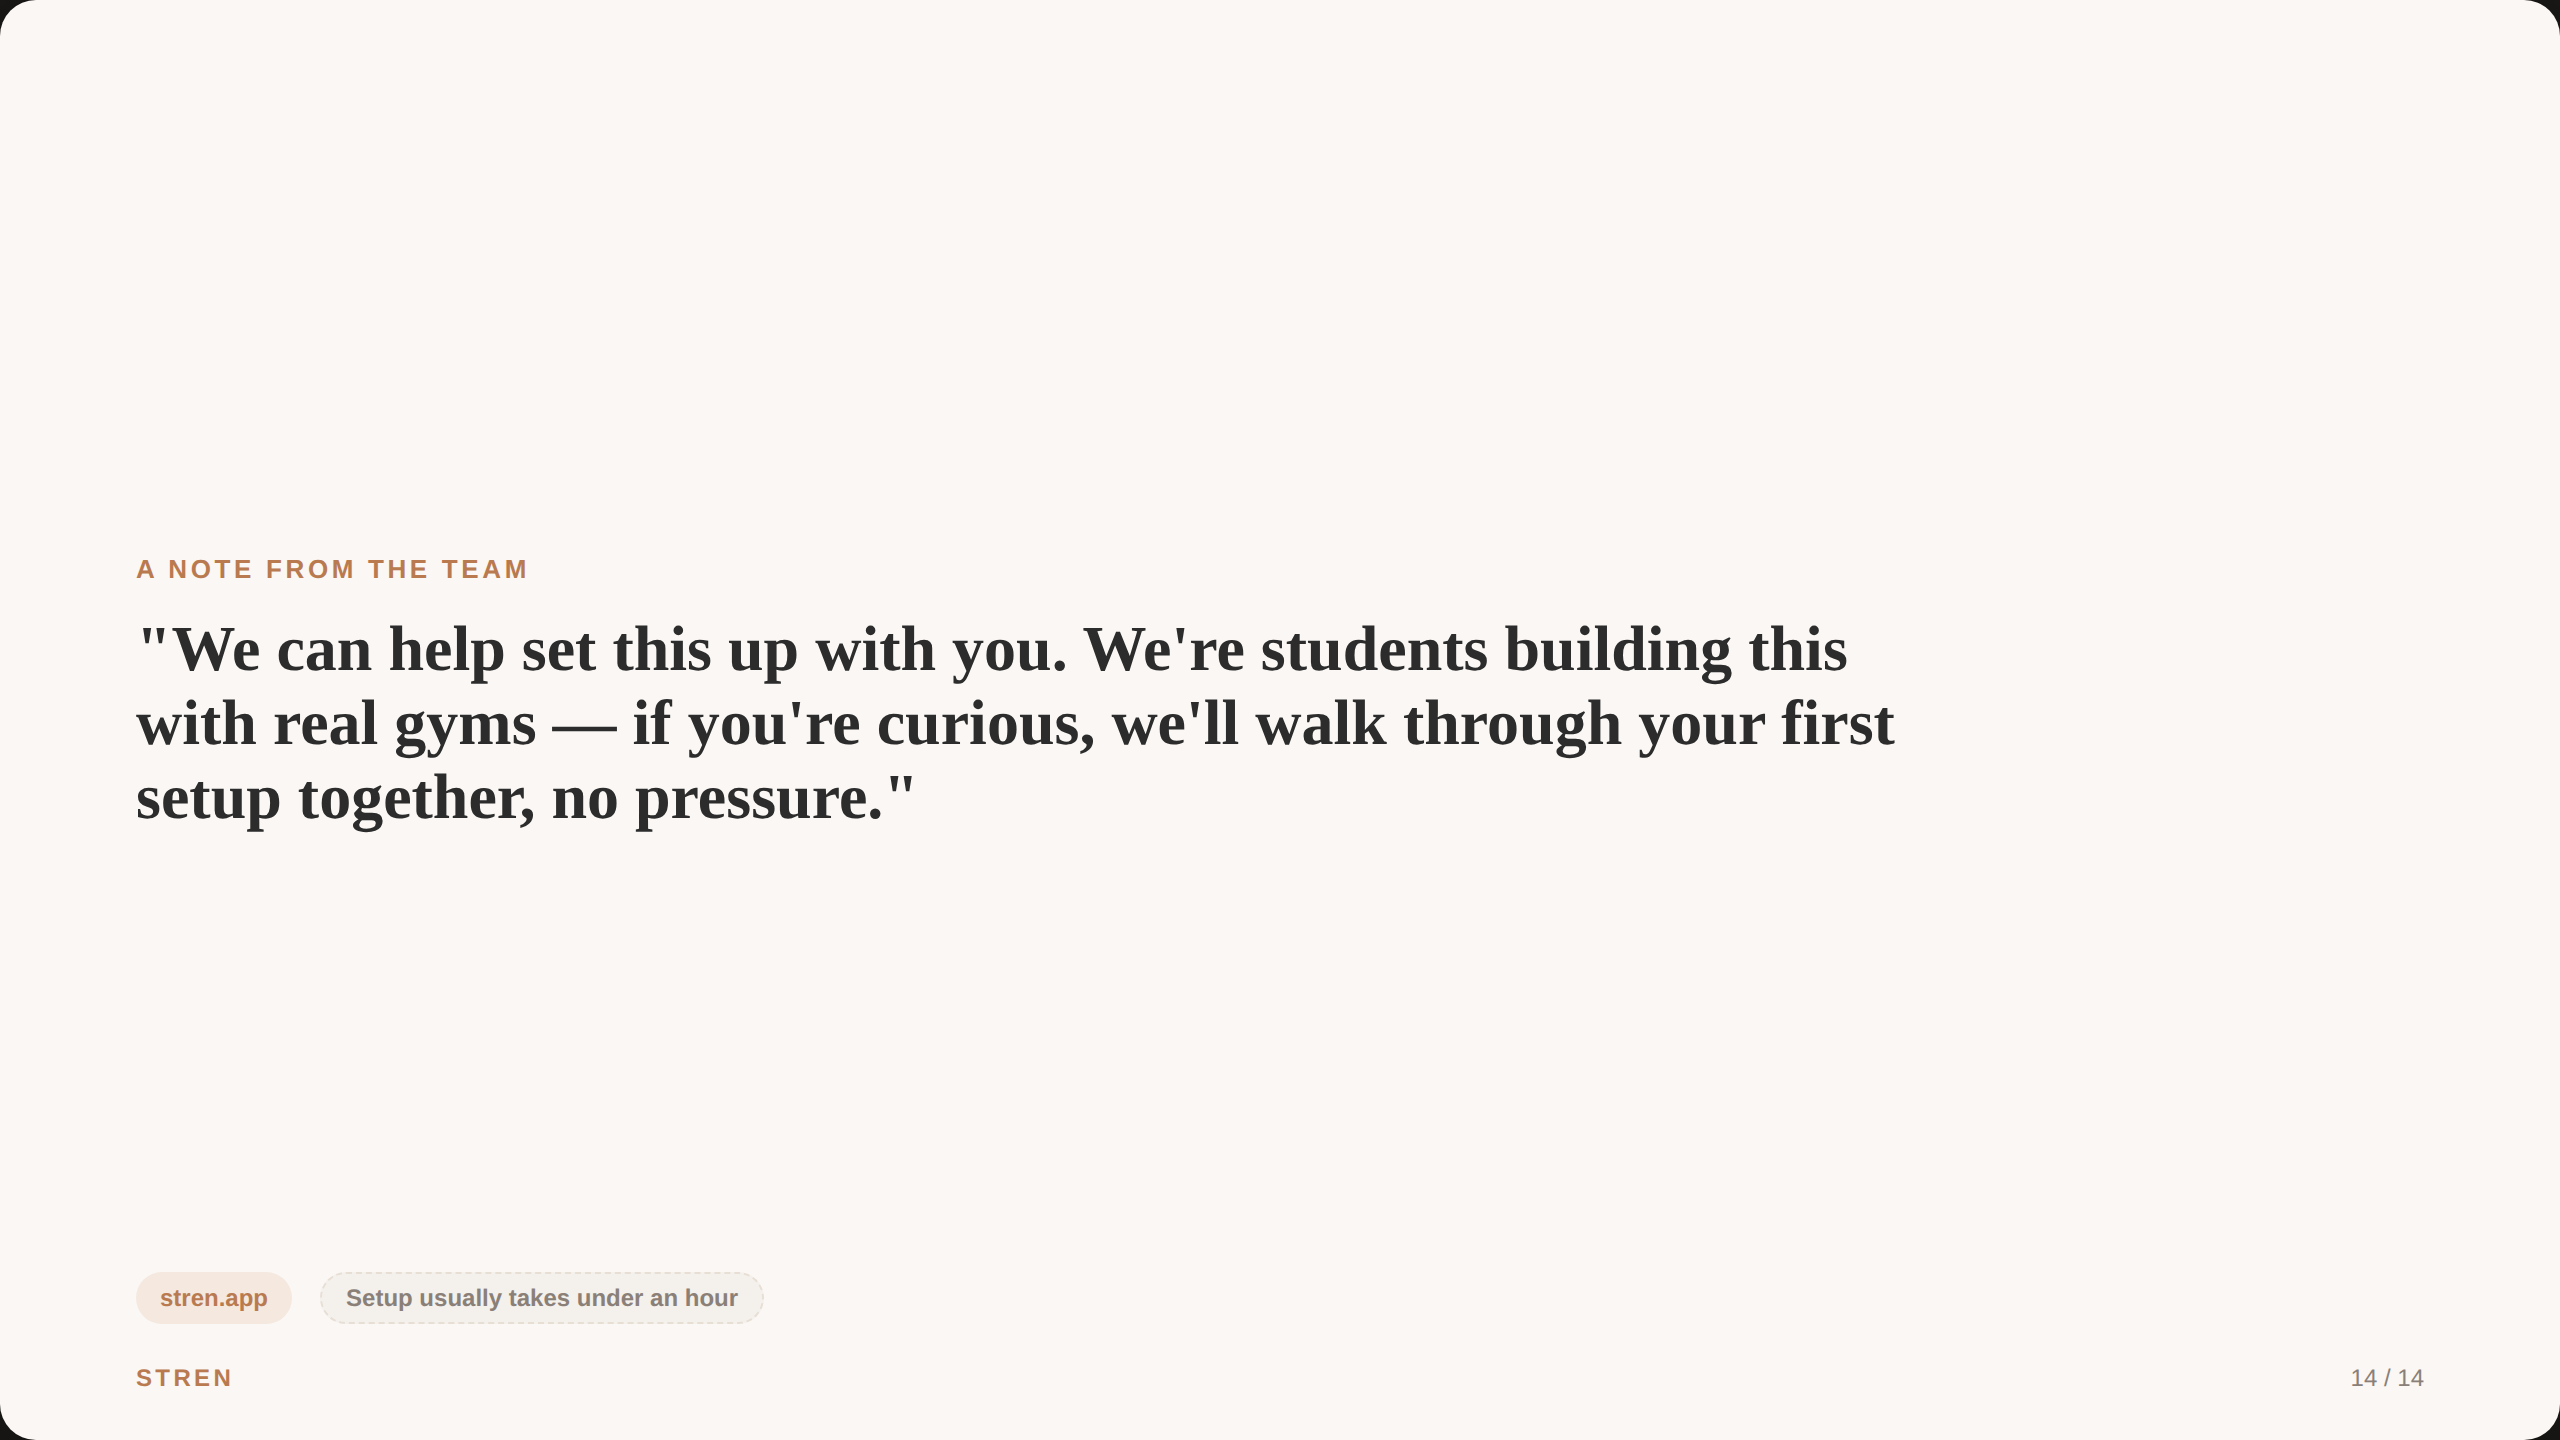 A NOTE FROM THE TEAM
"We can help set this up with you. We're students building this
with real gyms — if you're curious, we'll walk through your first
setup together, no pressure."
stren.app
Setup usually takes under an hour
STREN
14 / 14